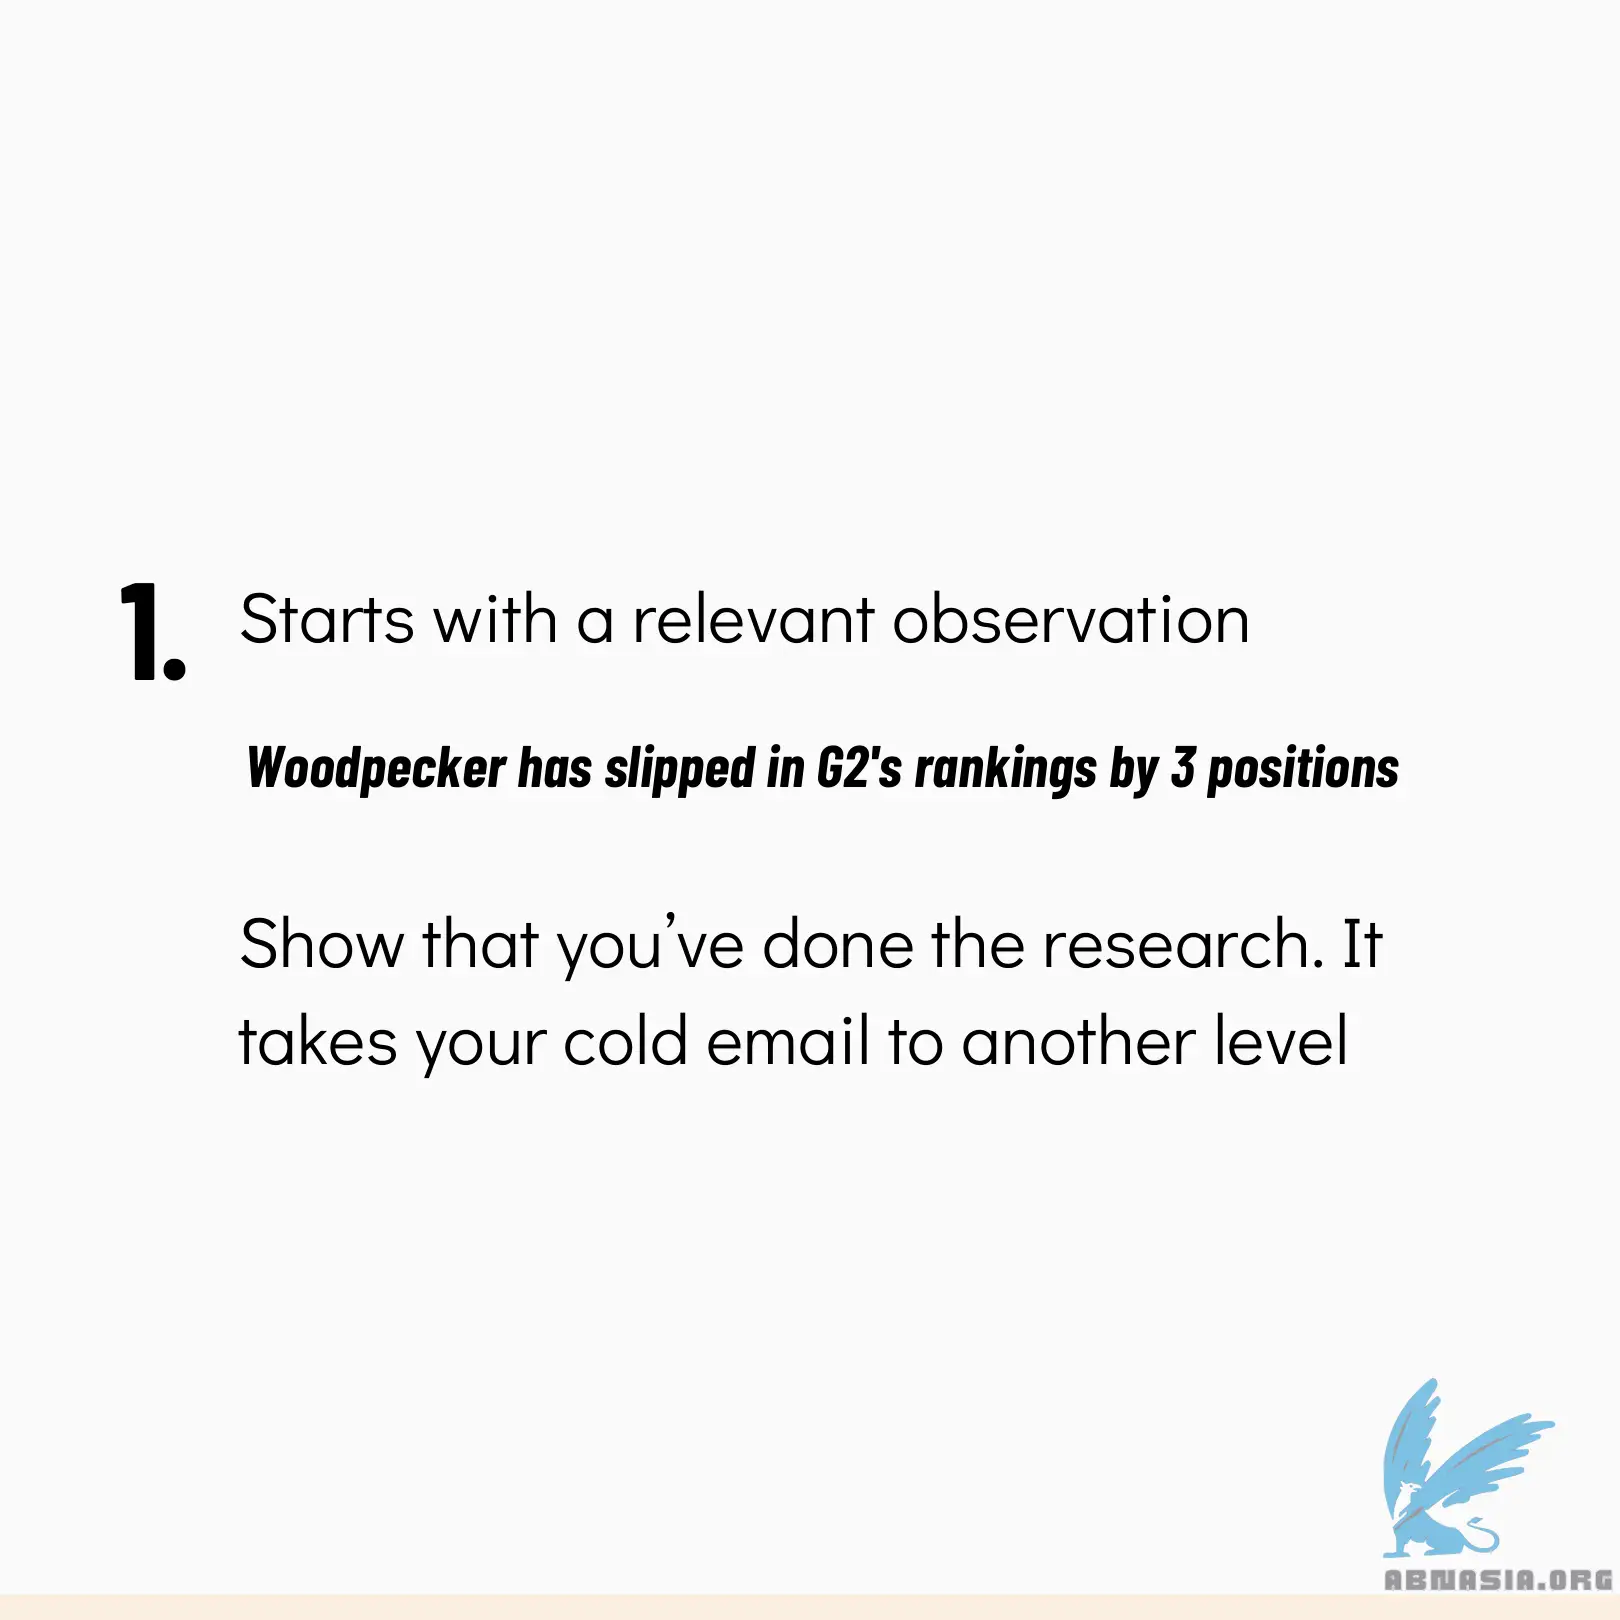 1. Starts with a relevant observation
Woodpecker has slipped in G2's rankings by 3 positions
Show that you’ve done the research. It
takes your cold email to another level
ABNASIA.ORG